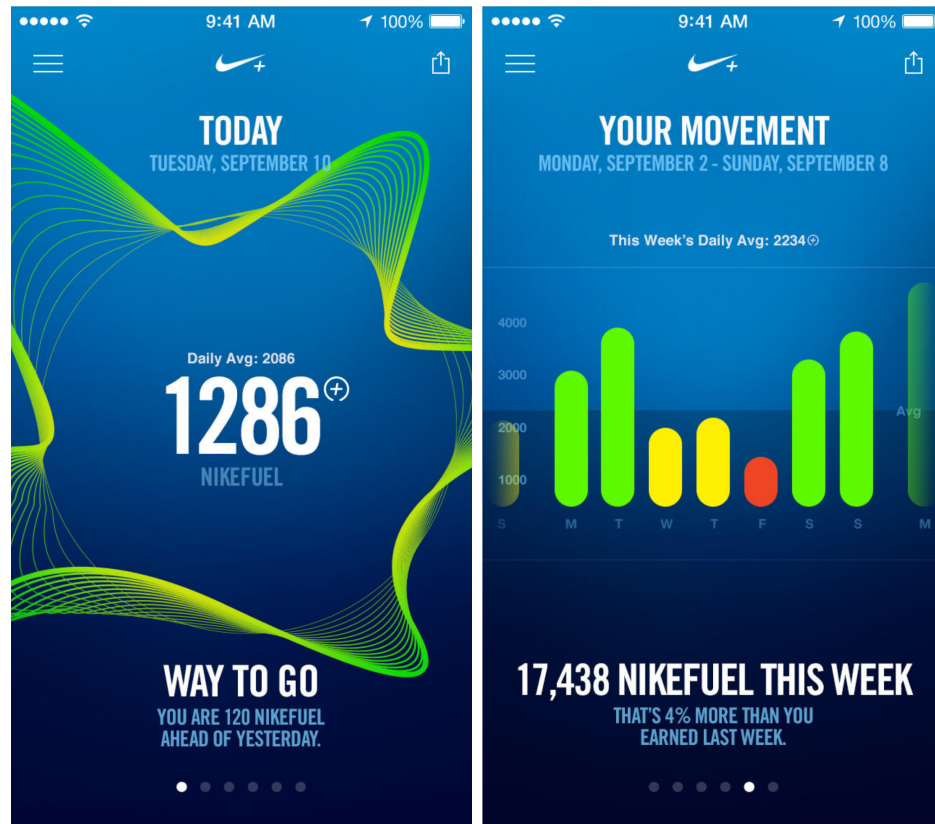 9:41 AM
100%
TODAY
TUESDAY, SEPTEMBER 10
Daily Avg: 2086
1286
NIKEFUEL
WAY TO GO
YOU ARE 120 NIKEFUEL
AHEAD OF YESTERDAY.
9:41 AM
100%
YOUR MOVEMENT
MONDAY, SEPTEMBER 2 - SUNDAY, SEPTEMBER 8
This Week's Daily Avg: 2234
4000
3000
Avg
2000
1000
S M T W T F S S M
17,438 NIKEFUEL THIS WEEK
THAT'S 4% MORE THAN YOU
EARNED LAST WEEK.